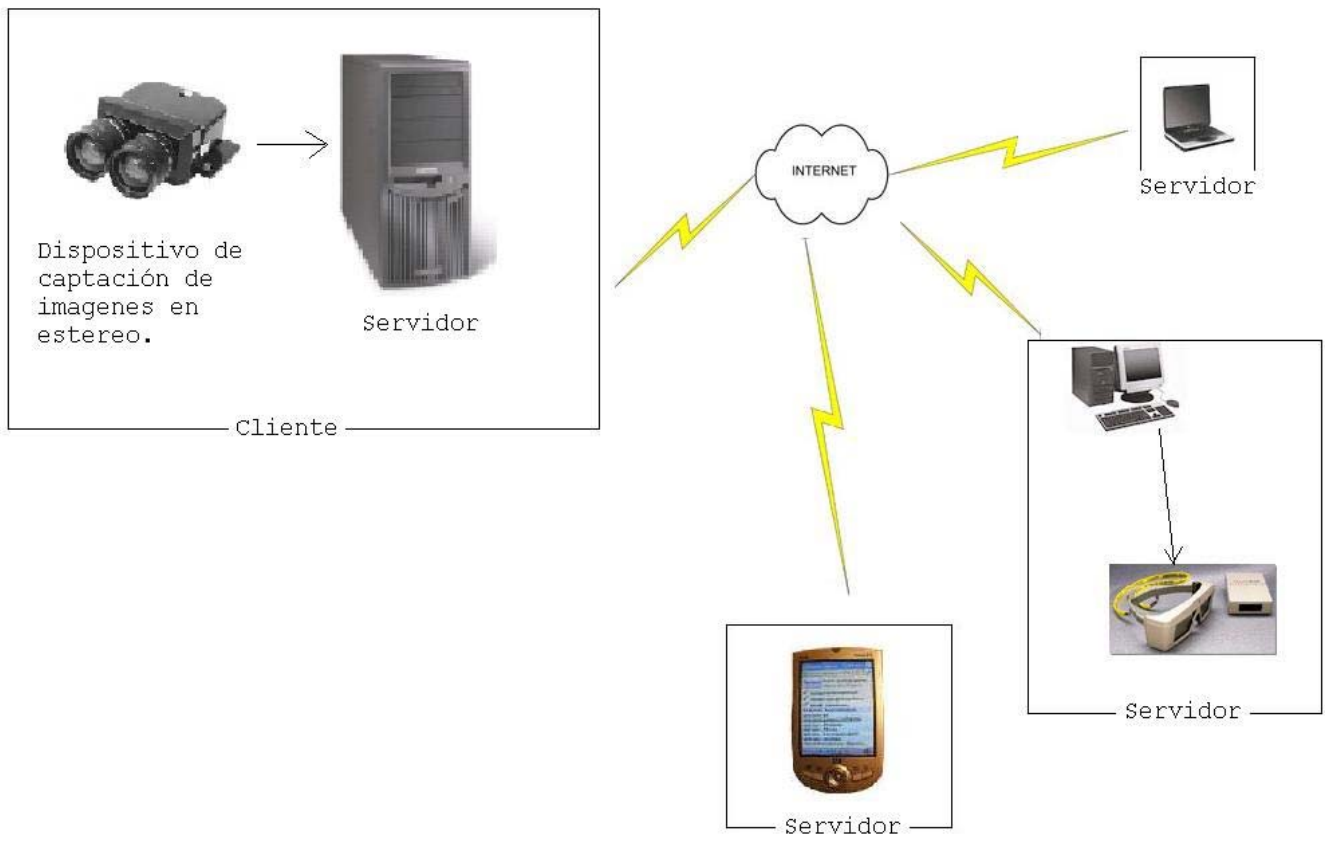 Dispositivo de
captación de
imagenes en
estereo.
Servidor
Cliente
INTERNET
Servidor
Servidor
Servidor